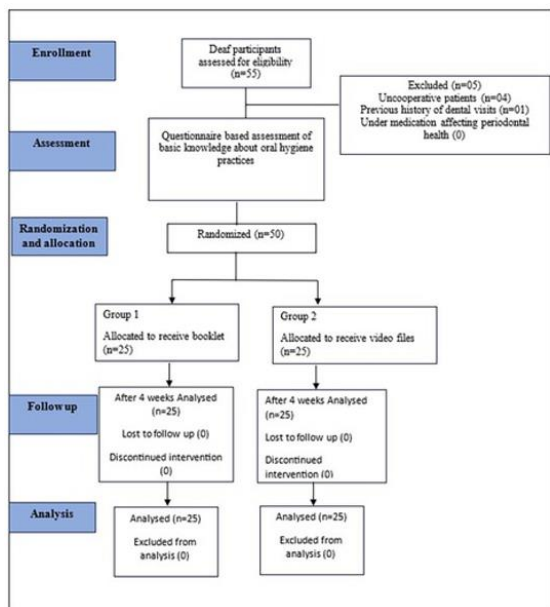 Enrollment
Deaf participants
assessed for eligibility
(n=55)
Excluded (n=05)
Uncooperative patients (n=04)
Previous history of dental visits (n=01)
Under medication affecting periodontal
health (0)
Assessment
Questionnaire based assessment of
basic knowledge about oral hygiene
practices
Randomization
and allocation
Randomized (n=50)
Group 1
Allocated to receive booklet
(n=25)
Group 2
Allocated to receive video files
(n=25)
Follow up
After 4 weeks Analysed
(n=25)
Lost to follow up (0)
Discontinued intervention
(0)
After 4 weeks Analysed
(n=25)
Lost to follow up (0)
Discontinued
intervention (0)
Analysis
Analysed (n=25)
Excluded from
analysis (0)
Analysed (n=25)
Excluded from
analysis (0)